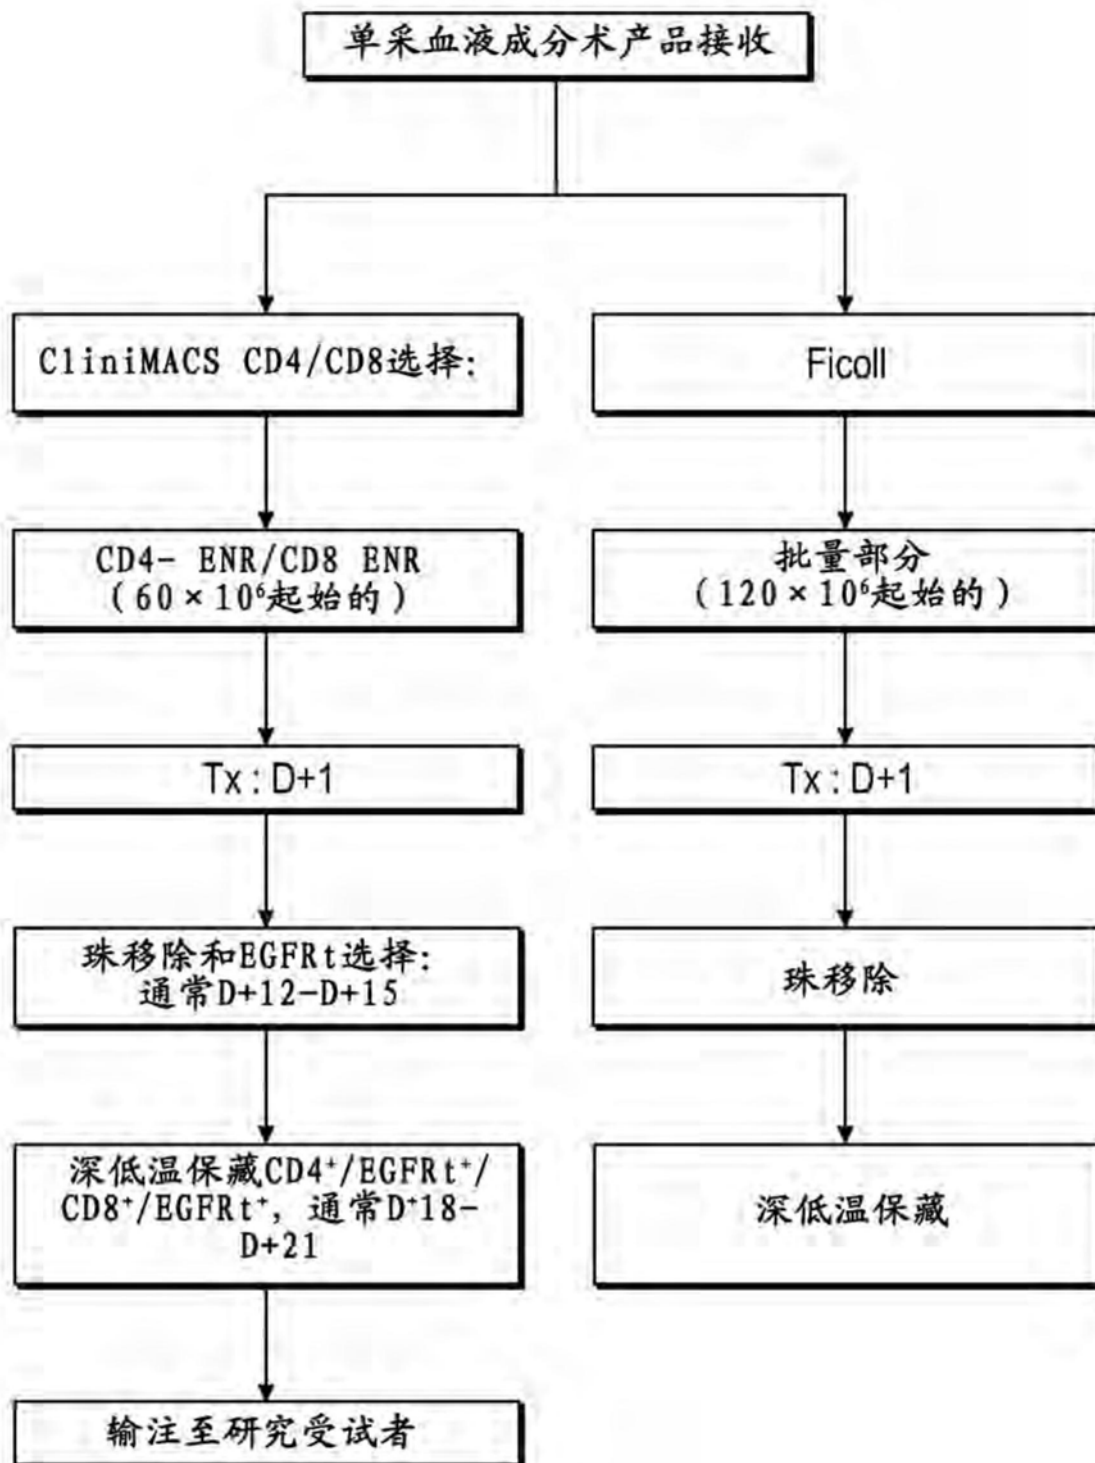 单采血液成分术产品接收
CliniMACS CD4/CD8选择:
Ficoll
CD4- ENR/CD8 ENR
(60×10⁶起始的)
批量部分
(120×10⁶起始的)
Tx : D+1
Tx : D+1
珠移除和EGFRt选择:
通常D+12-D+15
珠移除
深低温保藏CD4⁺/EGFRt⁺/
CD8⁺/EGFRt⁺, 通常D⁺18-
D+21
深低温保藏
输注至研究受试者